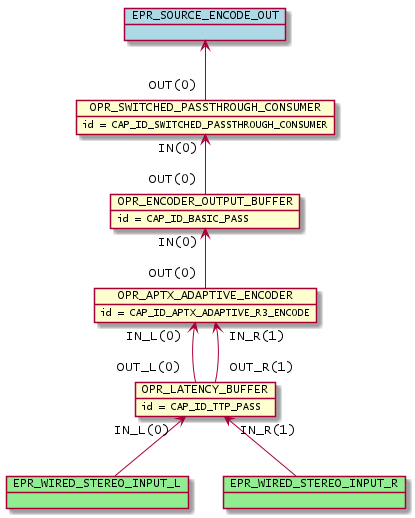 EPR_SOURCE_ENCODE_OUT
OUT(0)
OPR_SWITCHED_PASSTHROUGH_CONSUMER
id = CAP_ID_SWITCHED_PASSTHROUGH_CONSUMER
IN(0)
OUT(0)
OPR_ENCODER_OUTPUT_BUFFER
id = CAP_ID_BASIC_PASS
IN(0)
OUT(0)
OPR_APTX_ADAPTIVE_ENCODER
id = CAP_ID_APTX_ADAPTIVE_R3_ENCODE
IN_L(0) IN_R(1)
OUT_L(0) OUT_R(1)
OPR_LATENCY_BUFFER
id = CAP_ID_TTP_PASS
IN_L(0) IN_R(1)
EPR_WIRED_STEREO_INPUT_L EPR_WIRED_STEREO_INPUT_R